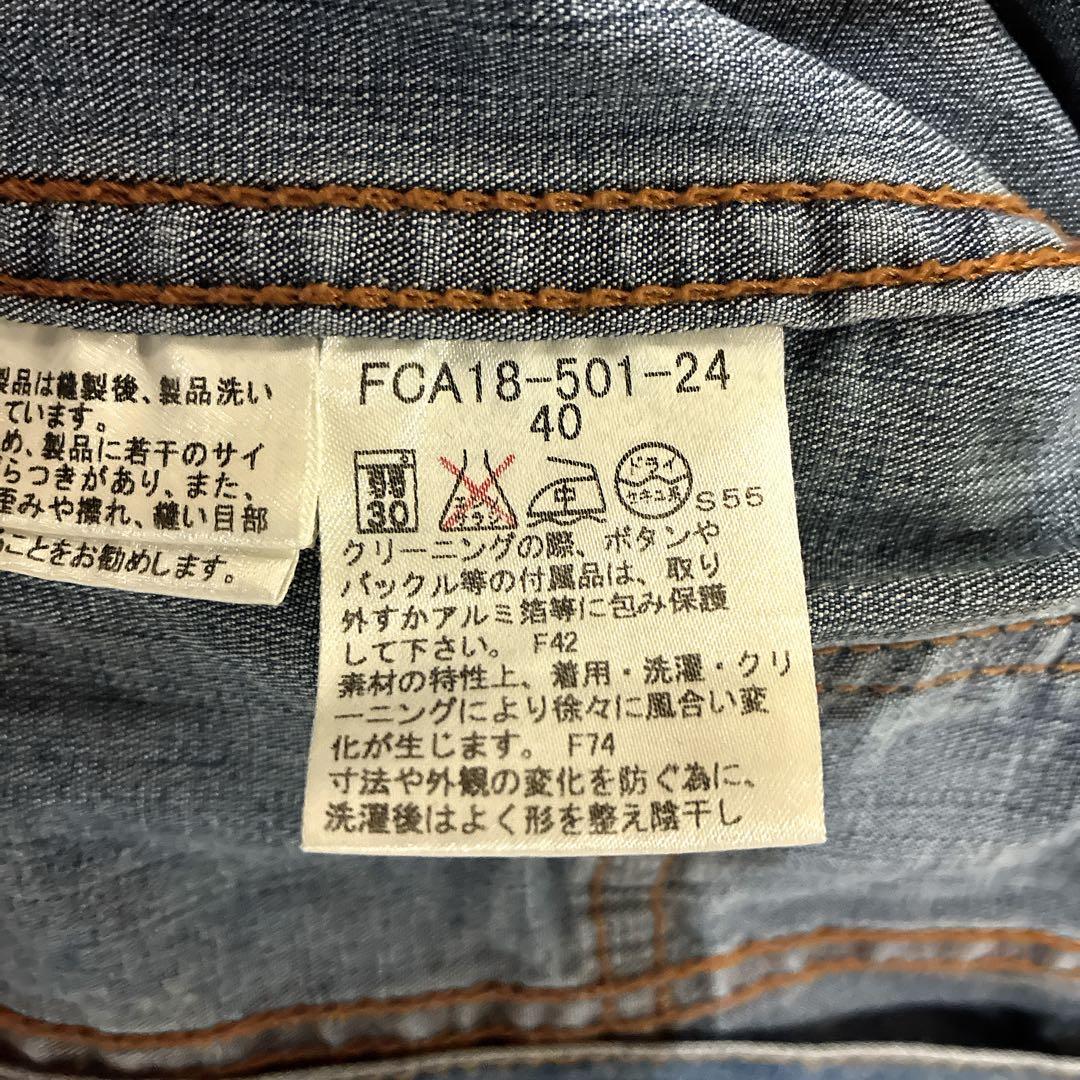 製品は縫製後、製品洗い
ています。
め、製品に若干のサイ
らつきがあり、また、
歪みや撚れ、縫い目部
ることをお勧めします。
FCA18-501-24
40
弱
30
エンソ
サラシ
中
ドライ
セキユ系
S55
クリーニングの際、ボタンや
バックル等の付属品は、取り
外すかアルミ箔等に包み保護
して下さい。 F42
素材の特性上、着用・洗濯・クリ
ーニングにより徐々に風合い変
化が生じます。 F74
寸法や外観の変化を防ぐ為に、
洗濯後はよく形を整え陰干し